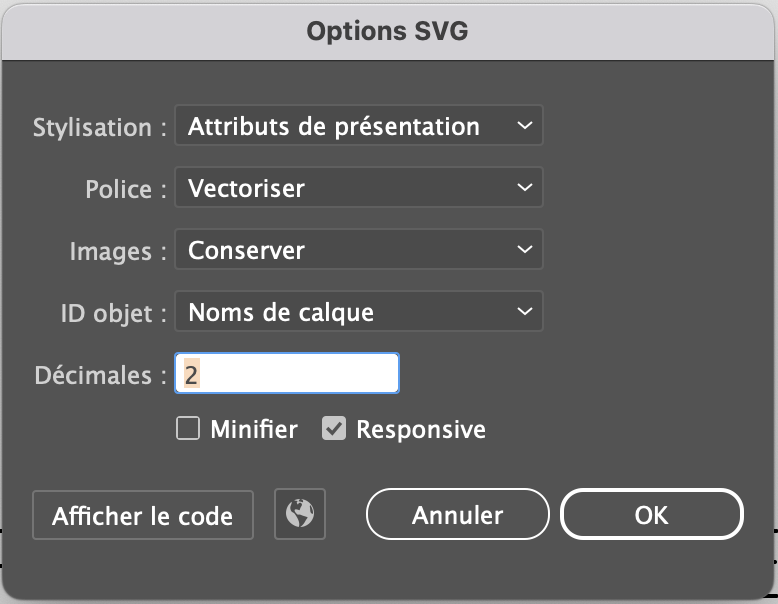 Options SVG
Stylisation : Attributs de présentation
Police : Vectoriser
Images : Conserver
ID objet : Noms de calque
Décimales : 2
Minifier Responsive
Afficher le code Annuler OK